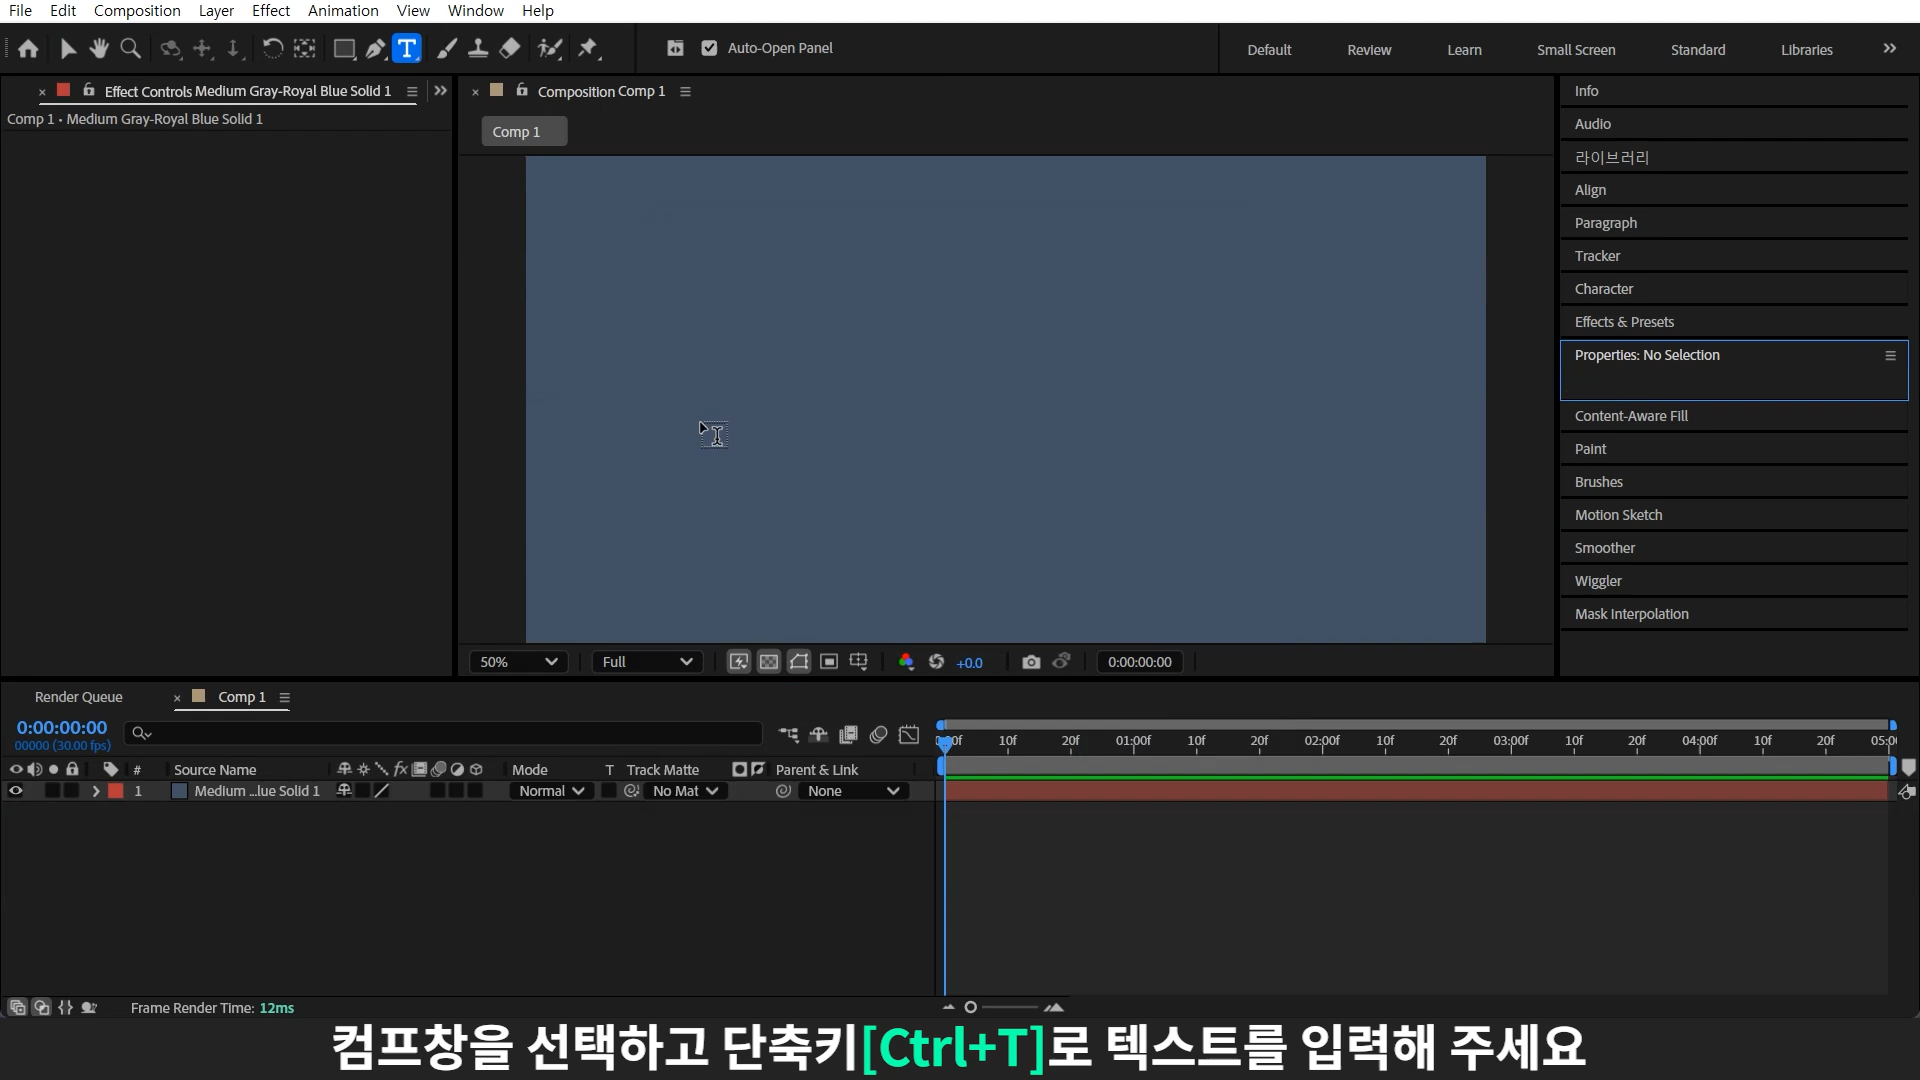 File Edit Composition Layer Effect Animation View Window Help
T Auto-Open Panel Default Review Learn Small Screen Standard Libraries
Effect Controls Medium Gray-Royal Blue Solid 1
Comp 1 • Medium Gray-Royal Blue Solid 1
Composition Comp 1
Comp 1
Info
Audio
라이브러리
Align
Paragraph
Tracker
Character
Effects & Presets
Properties: No Selection
Content-Aware Fill
Paint
Brushes
Motion Sketch
Smoother
Wiggler
Mask Interpolation
50% Full +0.0 0:00:00:00
Render Queue Comp 1
0:00:00:00
00000 (30.00 fps)
10f 20f 01:00f 10f 20f 02:00f 10f 20f 03:00f 10f 20f 04:00f 10f 20f
# Source Name fx Mode T Track Matte Parent & Link
1 Medium ...lue Solid 1 Normal No Mat None
Frame Render Time: 12ms
컴프창을 선택하고 단축키[Ctrl+T]로 텍스트를 입력해 주세요